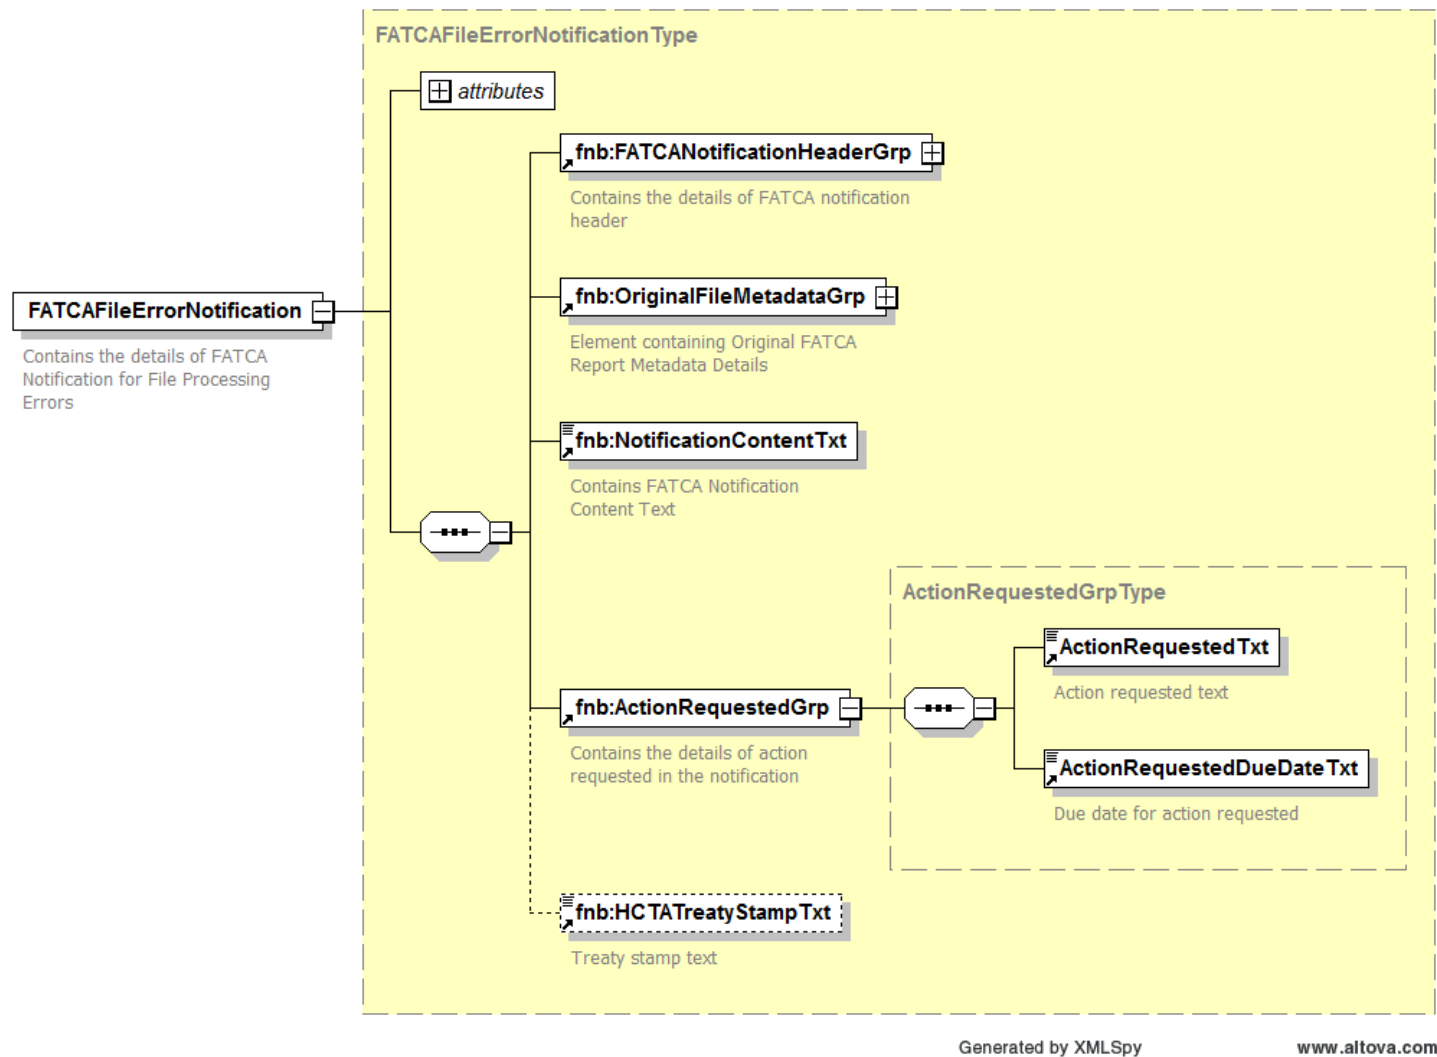 FATCAFileErrorNotificationType
attributes
fnb:FATCANotificationHeaderGrp
Contains the details of FATCA notification
header
fnb:OriginalFileMetadataGrp
Element containing Original FATCA
Report Metadata Details
FATCAFileErrorNotification
Contains the details of FATCA
Notification for File Processing
Errors
fnb:NotificationContentTxt
Contains FATCA Notification
Content Text
ActionRequestedGrpType
ActionRequestedTxt
Action requested text
fnb:ActionRequestedGrp
Contains the details of action
requested in the notification
ActionRequestedDueDateTxt
Due date for action requested
fnb:HCTATreatyStampTxt
Treaty stamp text
Generated by XMLSpy
www.altova.com